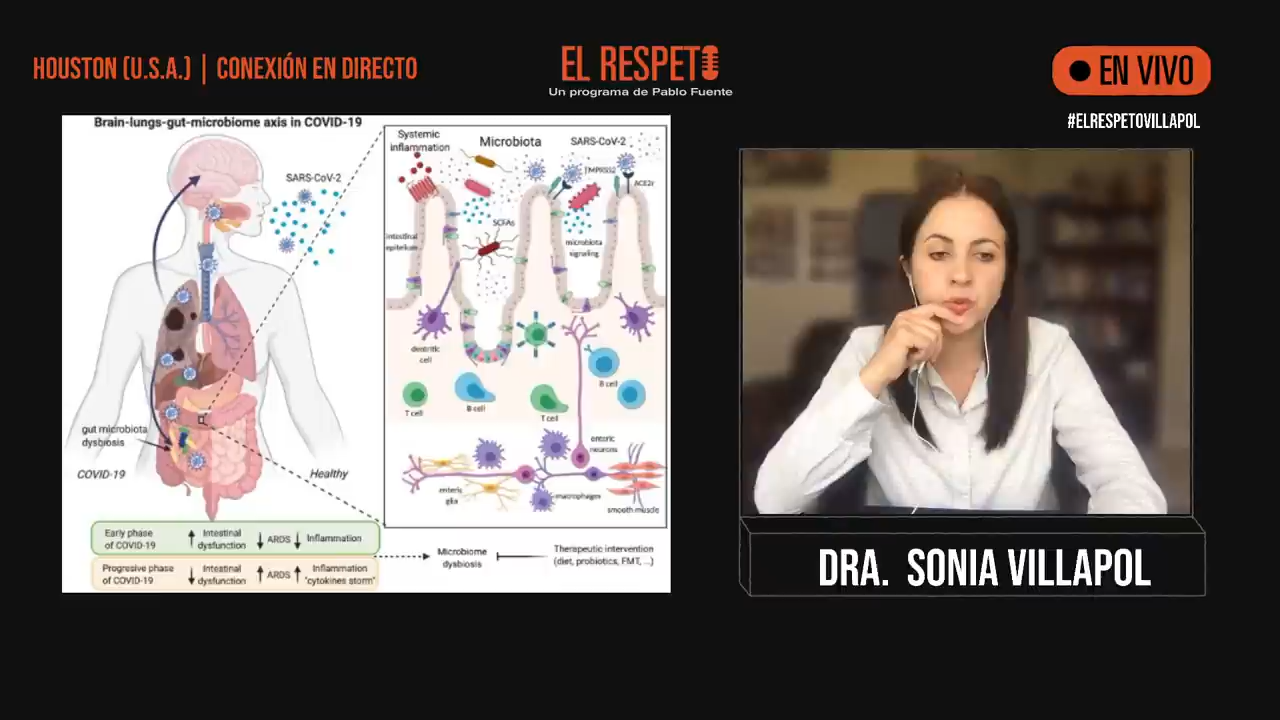 HOUSTON (U.S.A.) | CONEXIÓN EN DIRECTO
EL RESPETO
Un programa de Pablo Fuente
EN VIVO
#ELRESPETOVILLAPOL
Brain-lungs-gut-microbiome axis in COVID-19
SARS-CoV-2
gut microbiota
dysbiosis
COVID-19
Healthy
Systemic
inflammation
Microbiota
SARS-CoV-2
TMPRSS2
ACE2r
SCFAs
intestinal
epithelium
microbiota
signaling
dendritic
cell
B cell
T cell
B cell
T cell
enteric
neurons
enteric
glia
macrophages
smooth muscle
Early phase
of COVID-19
Intestinal
dysfunction
ARDS
Inflammation
Progresive phase
of COVID-19
Intestinal
dysfunction
ARDS
Inflammation
"cytokines storm"
Microbiome
dysbiosis
Therapeutic intervention
(diet, probiotics, FMT, ...)
DRA. SONIA VILLAPOL